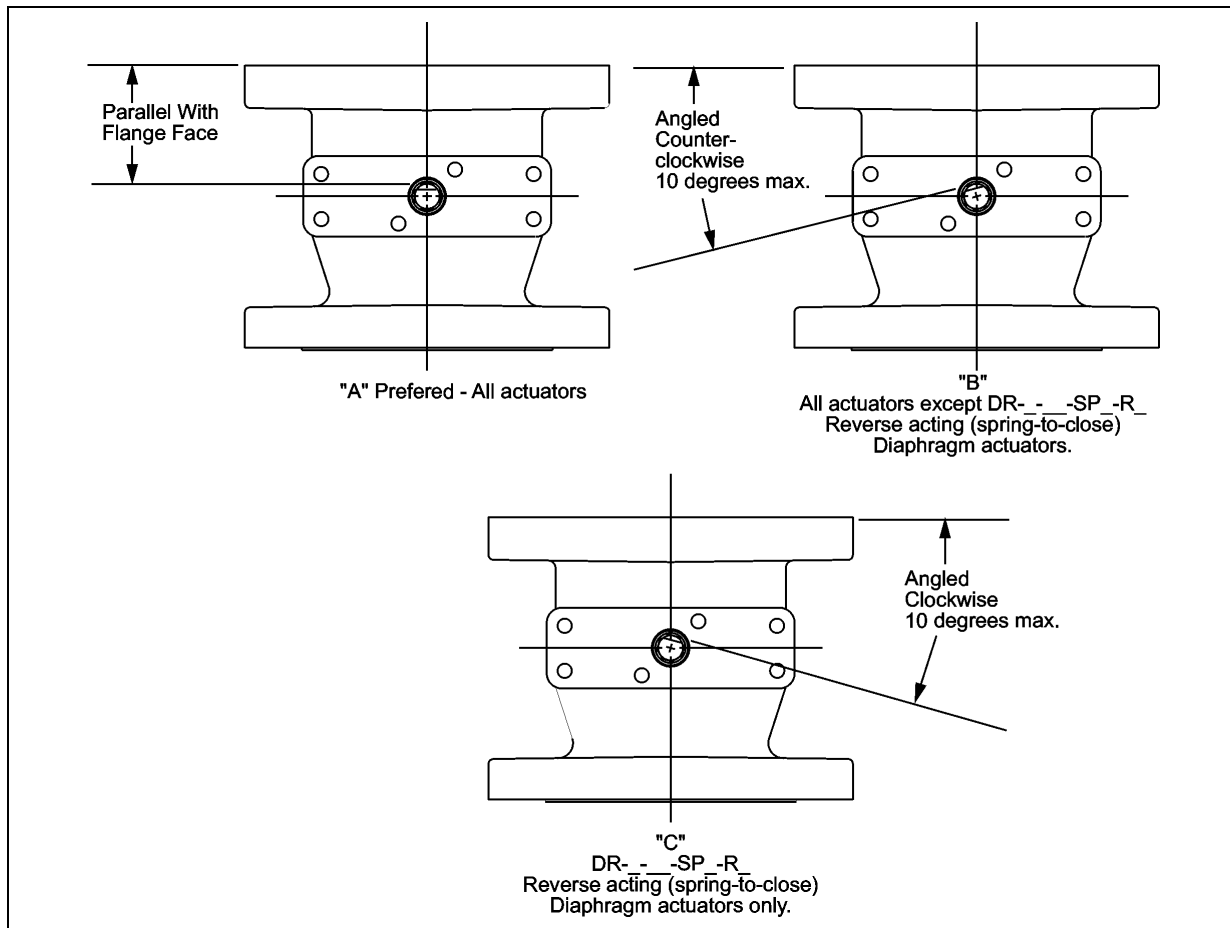 Parallel With
Flange Face
Angled
Counter-
clockwise
10 degrees max.
"A" Prefered - All actuators
"B"
All actuators except DR-_-__-SP_-R_
Reverse acting (spring-to-close)
Diaphragm actuators.
Angled
Clockwise
10 degrees max.
"C"
DR-_-__-SP_-R_
Reverse acting (spring-to-close)
Diaphragm actuators only.